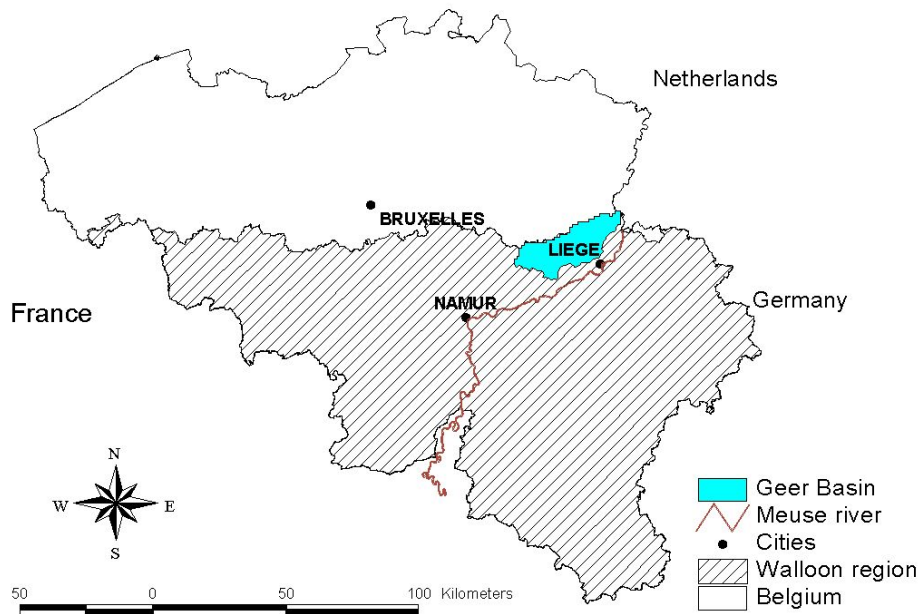 Netherlands
BRUXELLES
LIEGE
Germany
NAMUR
France
N
W E
S
Geer Basin
Meuse river
Cities
Walloon region
Belgium
50 0 50 100 Kilometers